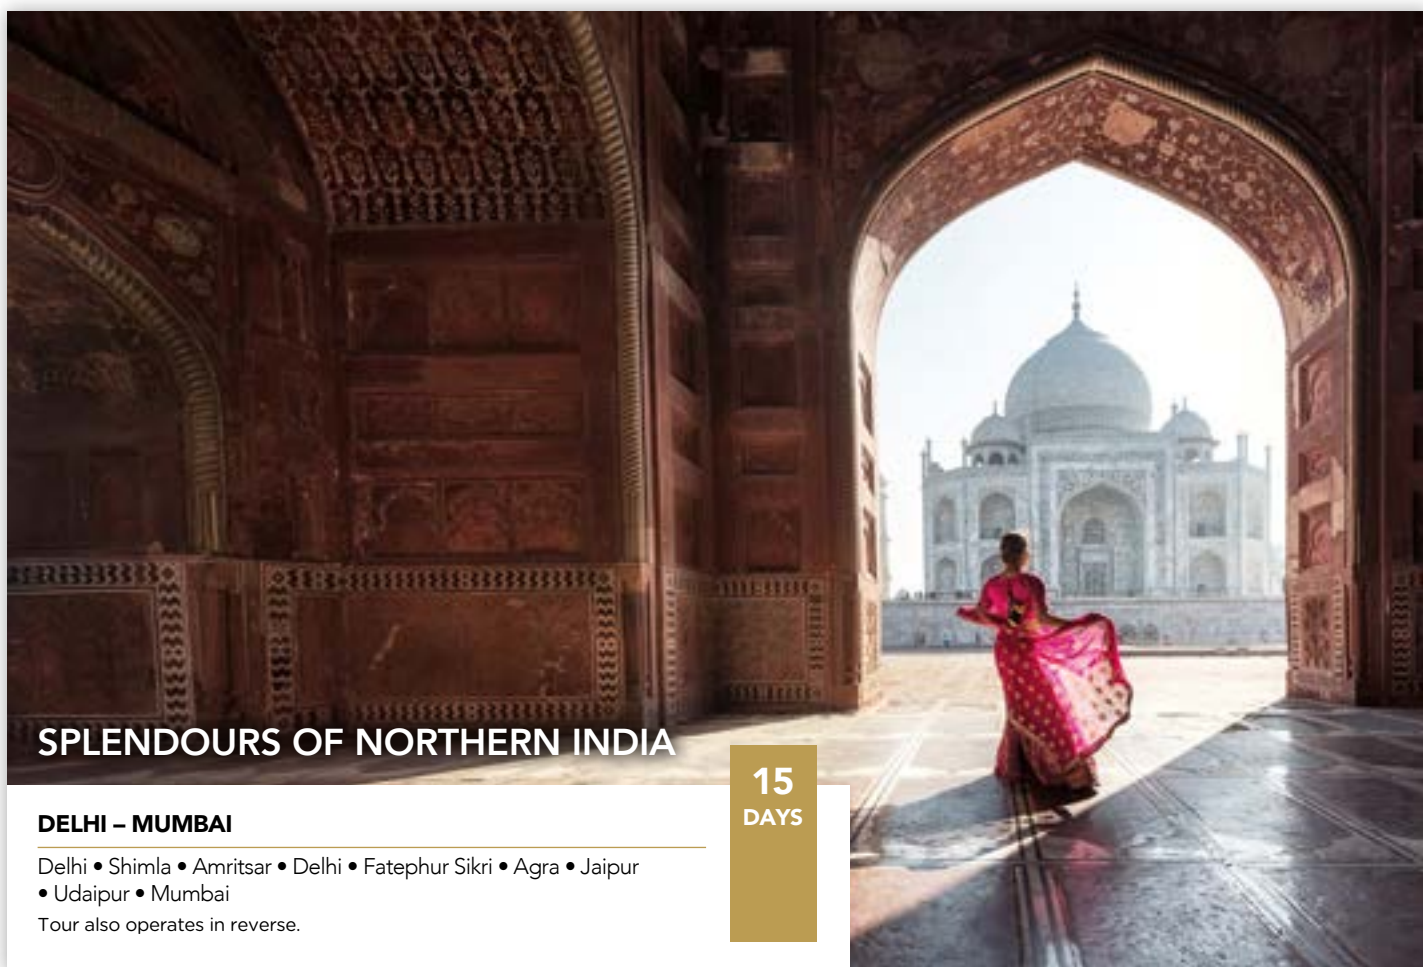 SPLENDOURS OF NORTHERN INDIA
15
DAYS
DELHI – MUMBAI
Delhi • Shimla • Amritsar • Delhi • Fatephur Sikri • Agra • Jaipur
• Udaipur • Mumbai
Tour also operates in reverse.